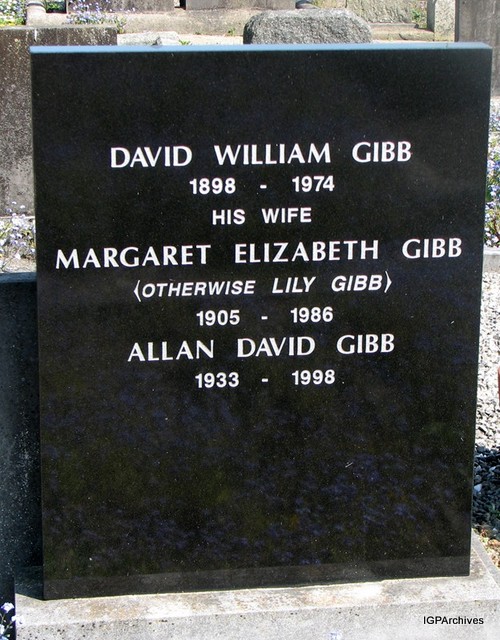 DAVID WILLIAM GIBB
1898 - 1974
HIS WIFE
MARGARET ELIZABETH GIBB
(OTHERWISE LILY GIBB)
1905 - 1986
ALLAN DAVID GIBB
1933 - 1998
IGPArchives